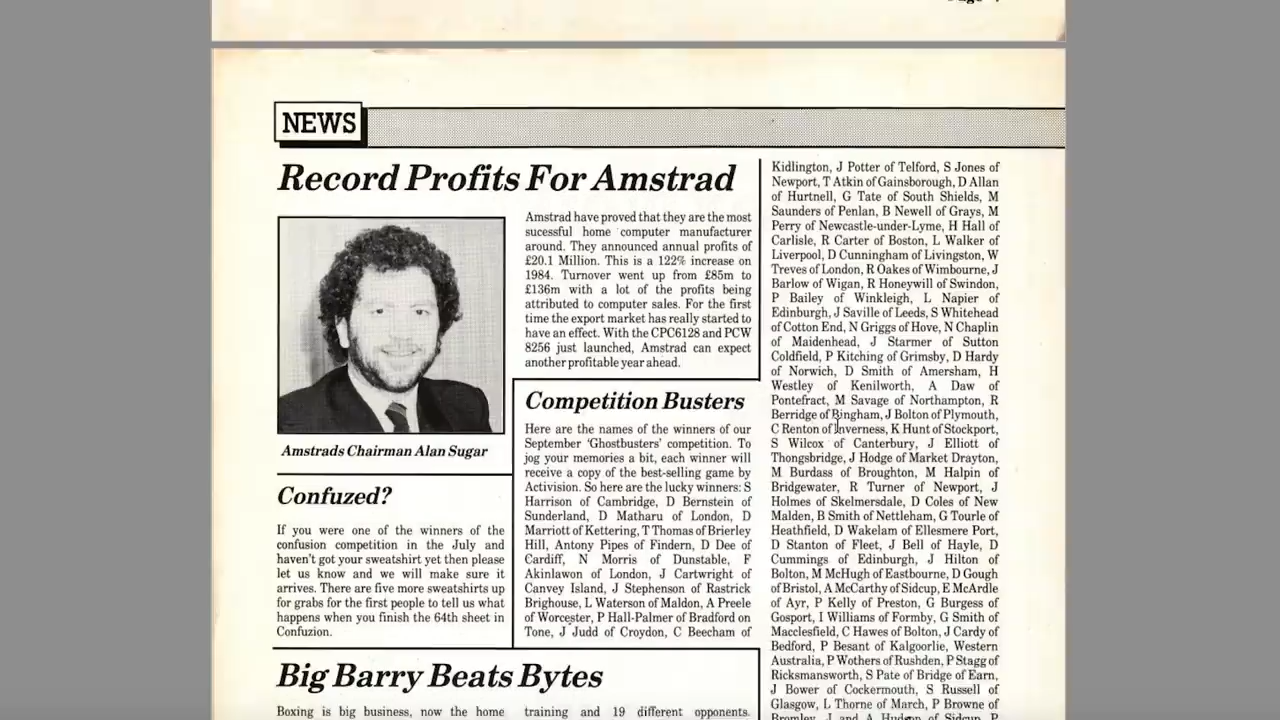 NEWS
Record Profits For Amstrad
Amstrads Chairman Alan Sugar
Amstrad have proved that they are the most
sucessful home computer manufacturer
around. They announced annual profits of
£20.1 Million. This is a 122% increase on
1984. Turnover went up from £85m to
£136m with a lot of the profits being
attributed to computer sales. For the first
time the export market has really started to
have an effect. With the CPC6128 and PCW
8256 just launched, Amstrad can expect
another profitable year ahead.
Confuzed?
If you were one of the winners of the
confusion competition in the July and
haven't got your sweatshirt yet then please
let us know and we will make sure it
arrives. There are five more sweatshirts up
for grabs for the first people to tell us what
happens when you finish the 64th sheet in
Confuzion.
Competition Busters
Here are the names of the winners of our
September 'Ghostbusters' competition. To
jog your memories a bit, each winner will
receive a copy of the best-selling game by
Activision. So here are the lucky winners: S
Harrison of Cambridge, D Bernstein of
Sunderland, D Matharu of London, D
Marriott of Kettering, T Thomas of Brierley
Hill, Antony Pipes of Findern, D Dee of
Cardiff, N Morris of Dunstable, F
Akinlawon of London, J Cartwright of
Canvey Island, J Stephenson of Rastrick
Brighouse, L Waterson of Maldon, A Preele
of Worcester, P Hall-Palmer of Bradford on
Tone, J Judd of Croydon, C Beecham of
Kidlington, J Potter of Telford, S Jones of
Newport, T Atkin of Gainsborough, D Allan
of Hurtnell, G Tate of South Shields, M
Saunders of Penlan, B Newell of Grays, M
Perry of Newcastle-under-Lyme, H Hall of
Carlisle, R Carter of Boston, L Walker of
Liverpool, D Cunningham of Livingston, W
Treves of London, R Oakes of Wimbourne, J
Barlow of Wigan, R Honeywill of Swindon,
P Bailey of Winkleigh, L Napier of
Edinburgh, J Saville of Leeds, S Whitehead
of Cotton End, N Griggs of Hove, N Chaplin
of Maidenhead, J Starmer of Sutton
Coldfield, P Kitching of Grimsby, D Hardy
of Norwich, D Smith of Amersham, H
Westley of Kenilworth, A Daw of
Pontefract, M Savage of Northampton, R
Berridge of Bingham, J Bolton of Plymouth,
C Renton of Inverness, K Hunt of Stockport,
S Wilcox of Canterbury, J Elliott of
Thongsbridge, J Hodge of Market Drayton,
M Burdass of Broughton, M Halpin of
Bridgewater, R Turner of Newport, J
Holmes of Skelmersdale, D Coles of New
Malden, B Smith of Nettleham, G Tourle of
Heathfield, D Wakelam of Ellesmere Port,
D Stanton of Fleet, J Bell of Hayle, D
Cummings of Edinburgh, J Hilton of
Bolton, M McHugh of Eastbourne, D Gough
of Bristol, A McCarthy of Sidcup, E McArdle
of Ayr, P Kelly of Preston, G Burgess of
Gosport, I Williams of Formby, G Smith of
Macclesfield, C Hawes of Bolton, J Cardy of
Bedford, P Besant of Kalgoorlie, Western
Australia, P Wothers of Rushden, P Stagg of
Ricksmansworth, S Pate of Bridge of Earn,
J Bower of Cockermouth, S Russell of
Glasgow, L Thorne of March, P Browne of
Bromley, J and A Hudson of Sidcup, P
Big Barry Beats Bytes
Boxing is big business, now the home
training and 19 different opponents.